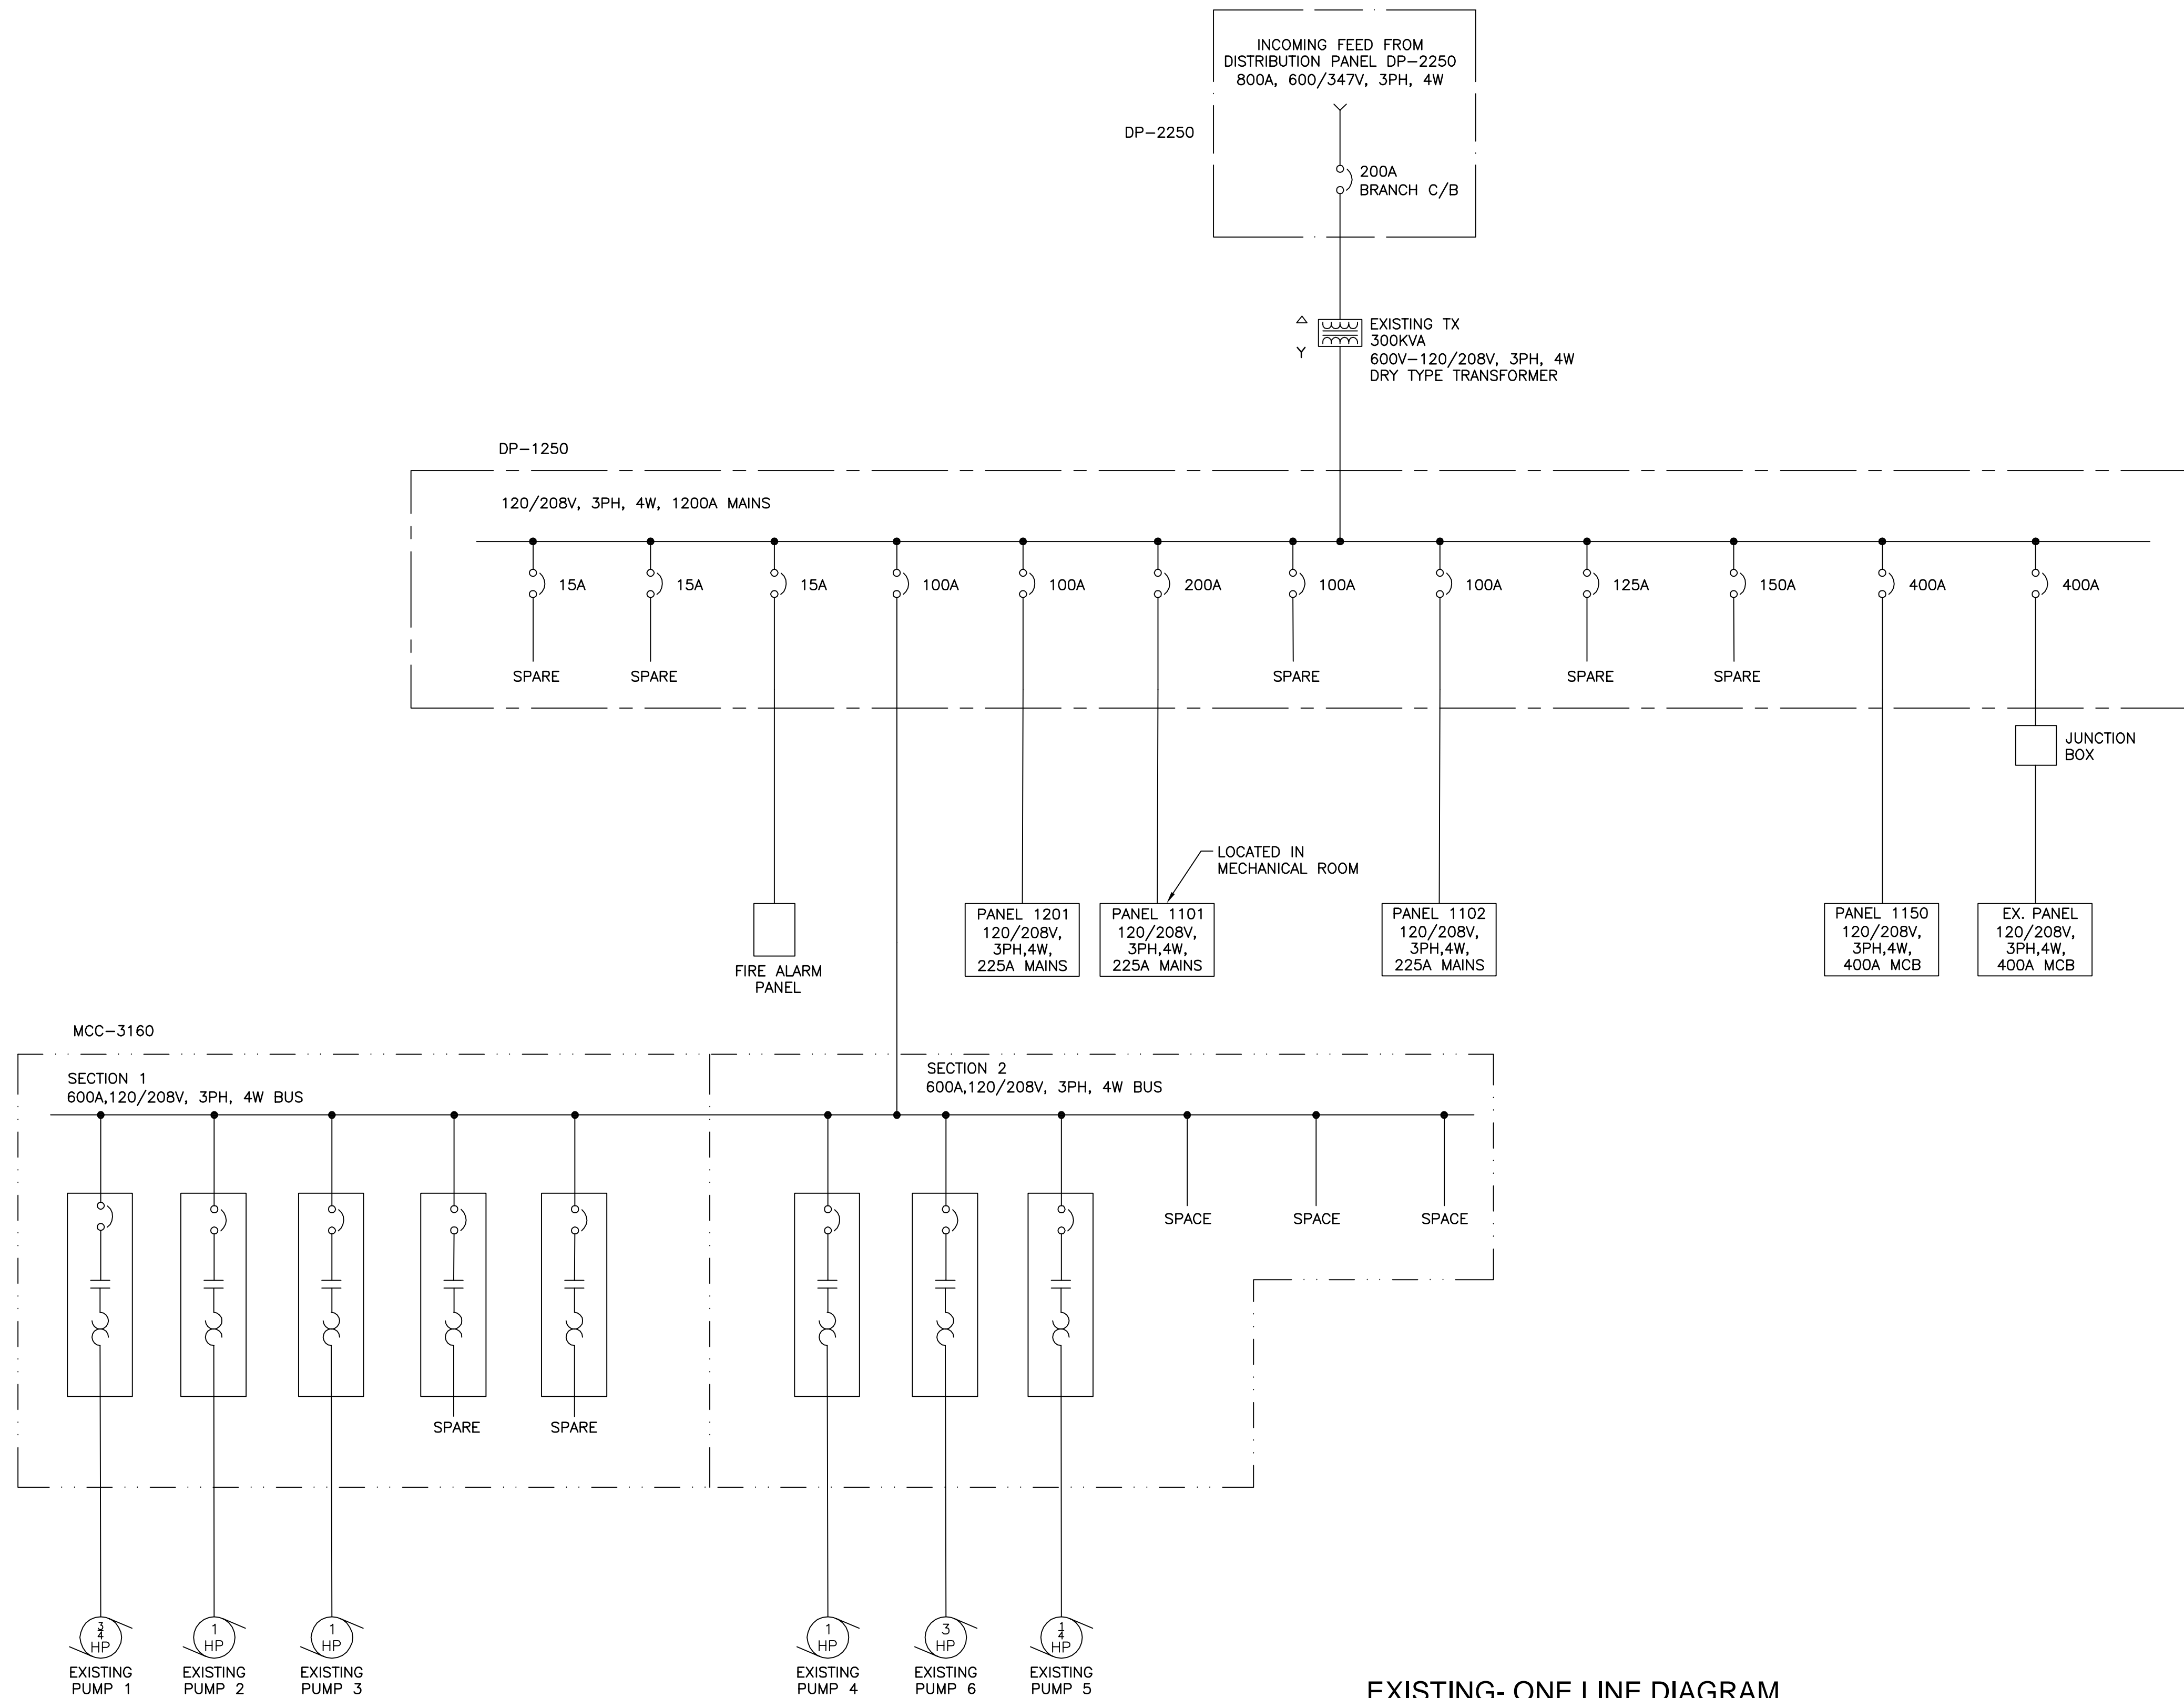 INCOMING FEED FROM
DISTRIBUTION PANEL DP-2250
800A, 600/347V, 3PH, 4W
DP-2250
200A
BRANCH C/B
EXISTING TX
300KVA
600V-120/208V, 3PH, 4W
DRY TYPE TRANSFORMER
Y
DP-1250
120/208V, 3PH, 4W, 1200A MAINS
15A
15A
15A
100A
100A
200A
100A
100A
125A
150A
400A
400A
SPARE
SPARE
SPARE
SPARE
SPARE
JUNCTION
BOX
LOCATED IN
MECHANICAL ROOM
FIRE ALARM
PANEL
PANEL 1201
120/208V,
3PH,4W,
225A MAINS
PANEL 1101
120/208V,
3PH,4W,
225A MAINS
PANEL 1102
120/208V,
3PH,4W,
225A MAINS
PANEL 1150
120/208V,
3PH,4W,
400A MCB
EX. PANEL
120/208V,
3PH,4W,
400A MCB
MCC-3160
SECTION 1
600A,120/208V, 3PH, 4W BUS
SECTION 2
600A,120/208V, 3PH, 4W BUS
SPACE
SPACE
SPACE
SPARE
SPARE
3/4
HP
EXISTING
PUMP 1
1
HP
EXISTING
PUMP 2
1
HP
EXISTING
PUMP 3
1
HP
EXISTING
PUMP 4
3
HP
EXISTING
PUMP 6
1/4
HP
EXISTING
PUMP 5
EXISTING- ONE LINE DIAGRAM